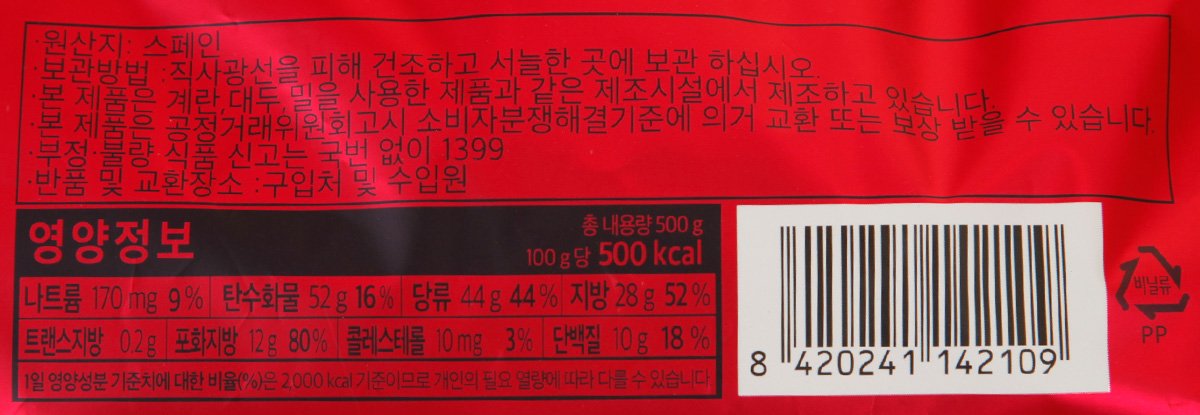 ·원산지: 스페인
·보관방법 : 직사광선을 피해 건조하고 서늘한 곳에 보관 하십시오.
·본 제품은 계란,대두,밀을 사용한 제품과 같은 제조시설에서 제조하고 있습니다.
·본 제품은 공정거래위원회고시 소비자분쟁해결기준에 의거 교환 또는 보상 받을 수 있습니다.
·부정·불량 식품 신고는 국번 없이 1399
·반품 및 교환장소 : 구입처 및 수입원
영양정보
총 내용량 500 g
100 g 당 500 kcal
나트륨 170 mg 9% 탄수화물 52 g 16% 당류 44 g 44% 지방 28 g 52%
트랜스지방 0.2 g 포화지방 12 g 80% 콜레스테롤 10 mg 3% 단백질 10 g 18 %
1일 영양성분 기준치에 대한 비율(%)은 2,000 kcal 기준이므로 개인의 필요 열량에 따라 다를 수 있습니다
8 420241 142109
비닐류
PP